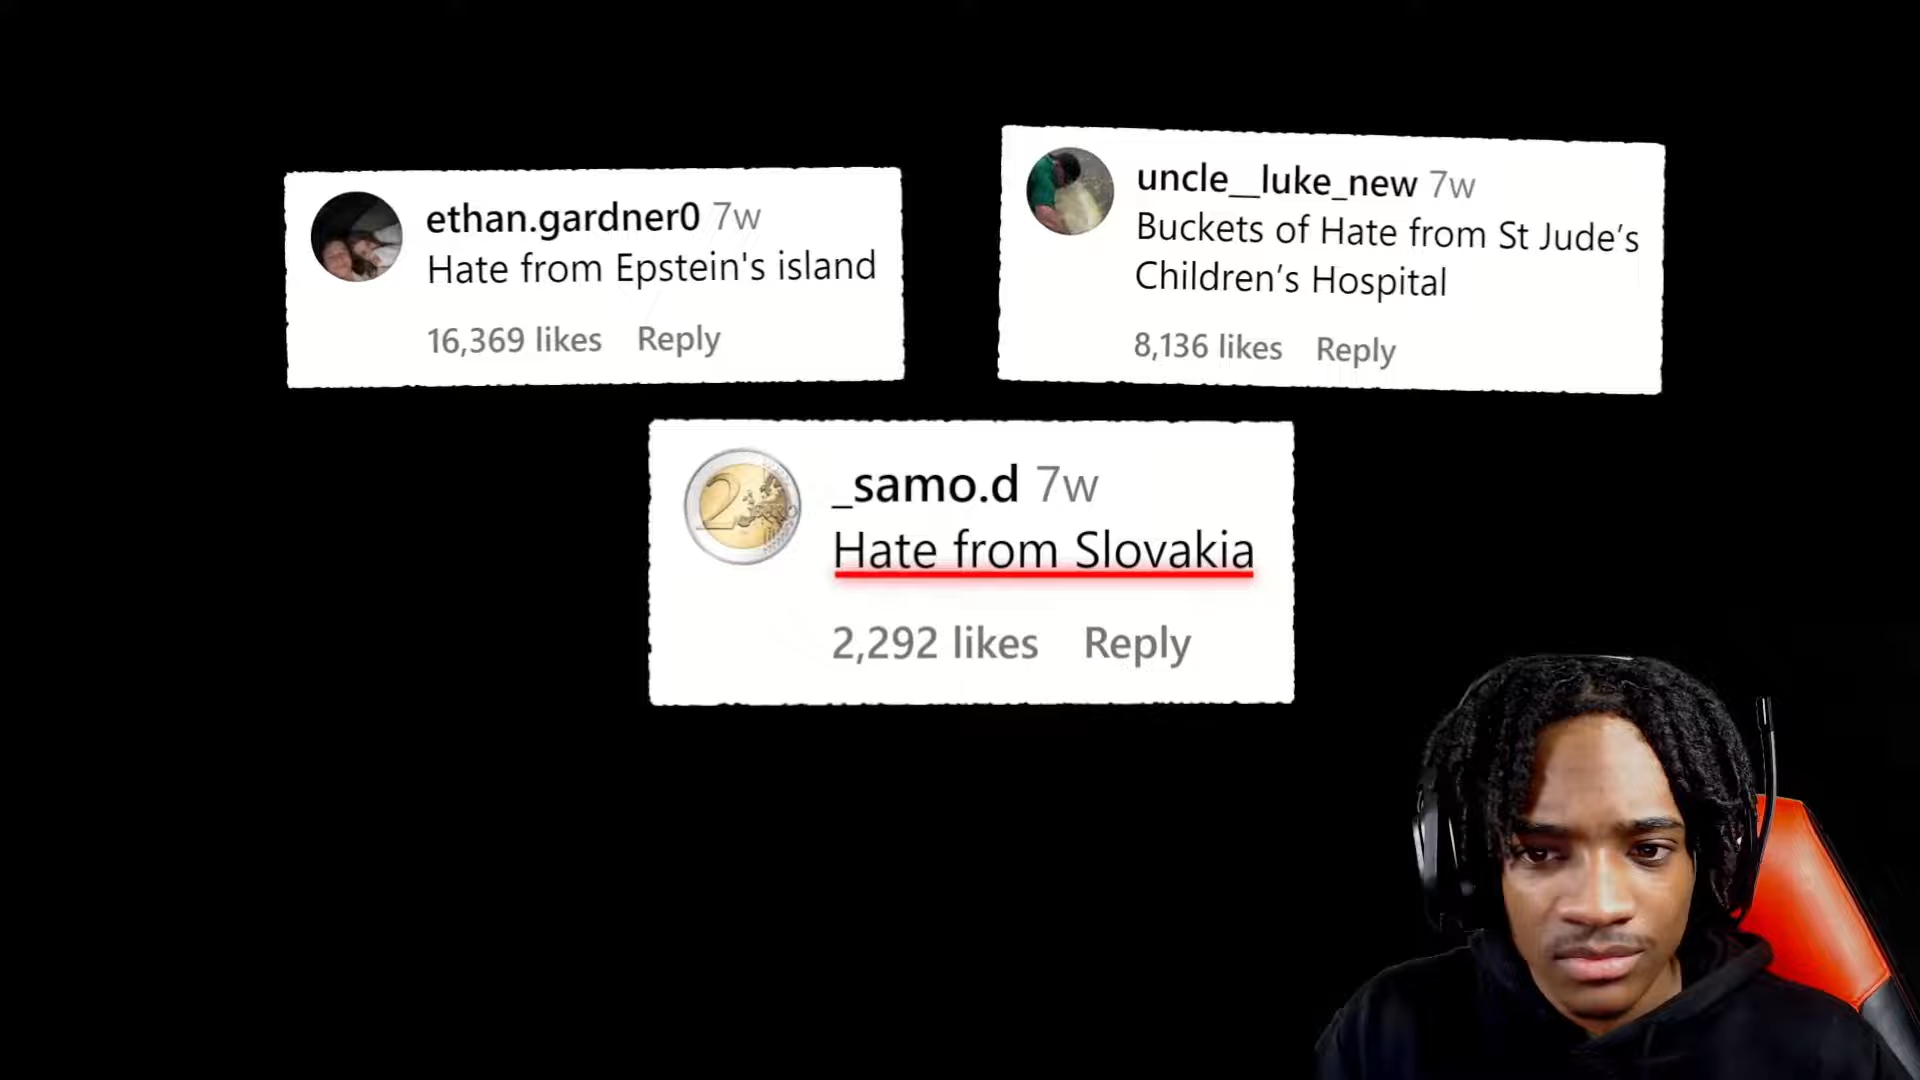 ethan.gardner0 7w
Hate from Epstein's island
16,369 likes Reply
uncle__luke_new 7w
Buckets of Hate from St Jude’s
Children’s Hospital
8,136 likes Reply
2
_samo.d 7w
Hate from Slovakia
2,292 likes Reply